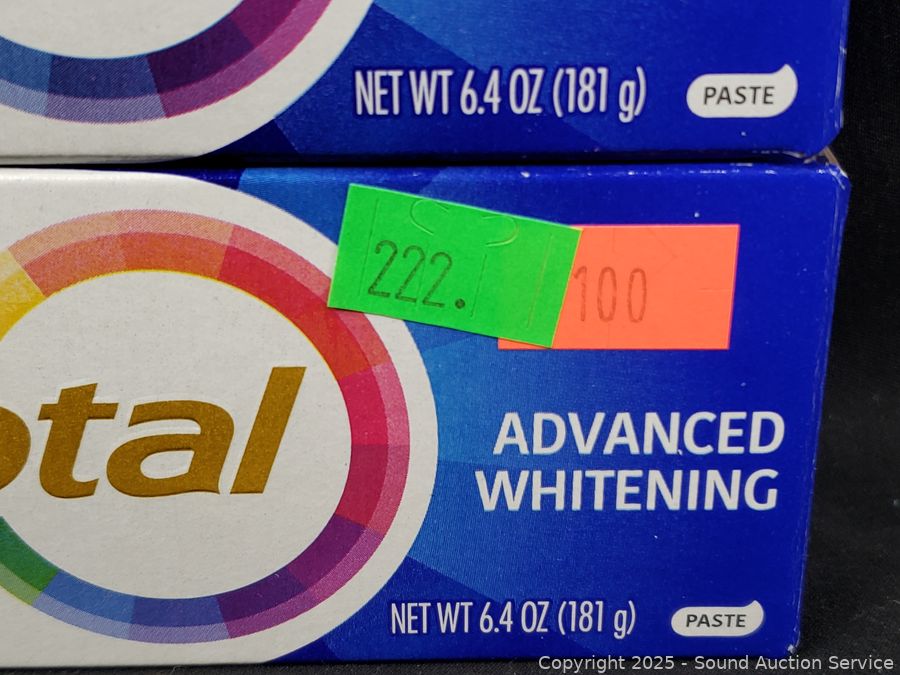 NET WT 6.4 OZ (181 g)
PASTE
222.
100
otal
ADVANCED
WHITENING
NET WT 6.4 OZ (181 g)
PASTE
Copyright 2025 - Sound Auction Service